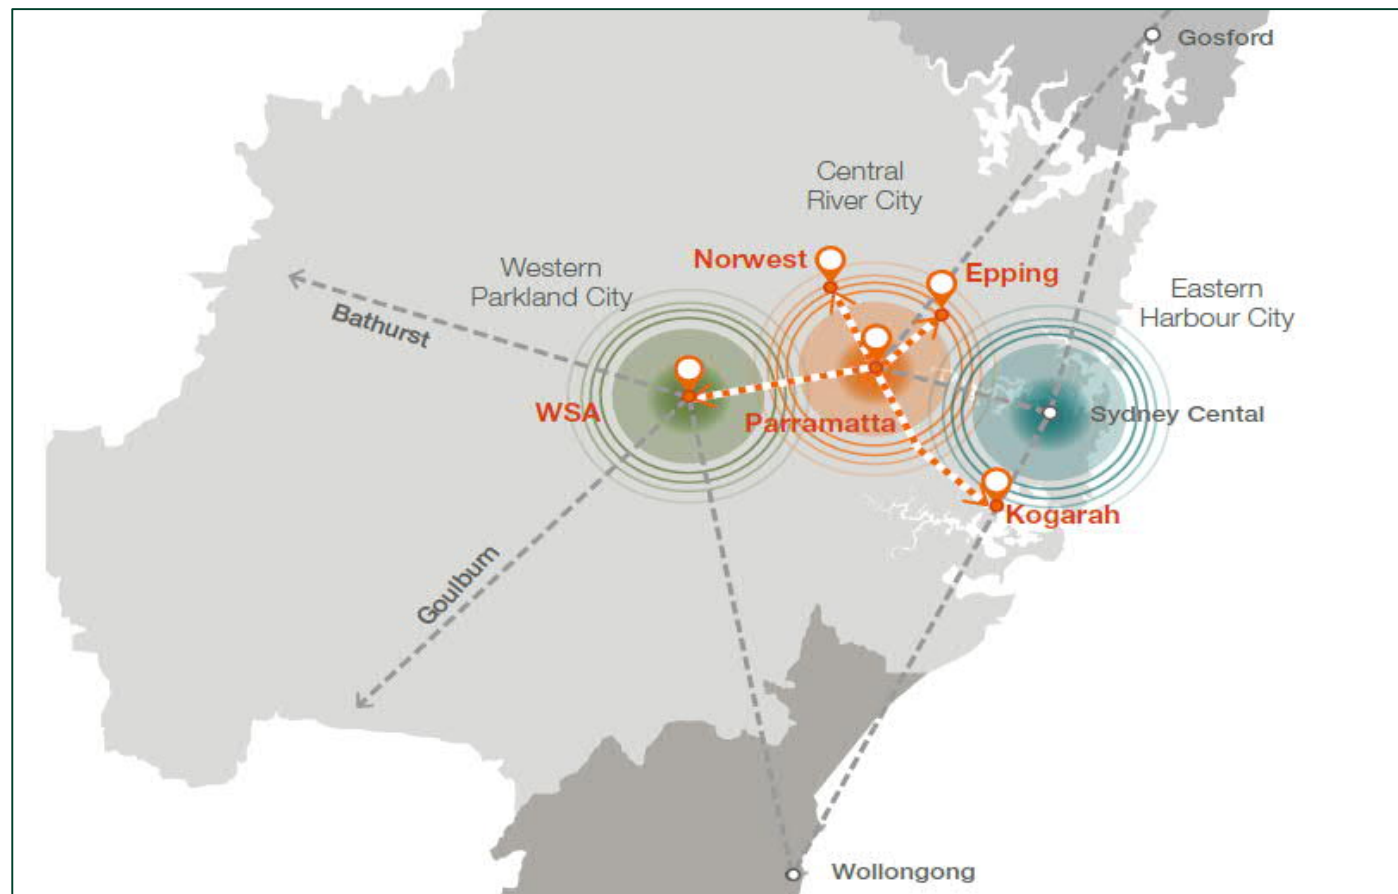 Gosford
Central
River City
Norwest
Epping
Western
Parkland City
Eastern
Harbour City
Bathurst
WSA
Parramatta
Sydney Cental
Kogarah
Goulburn
Wollongong